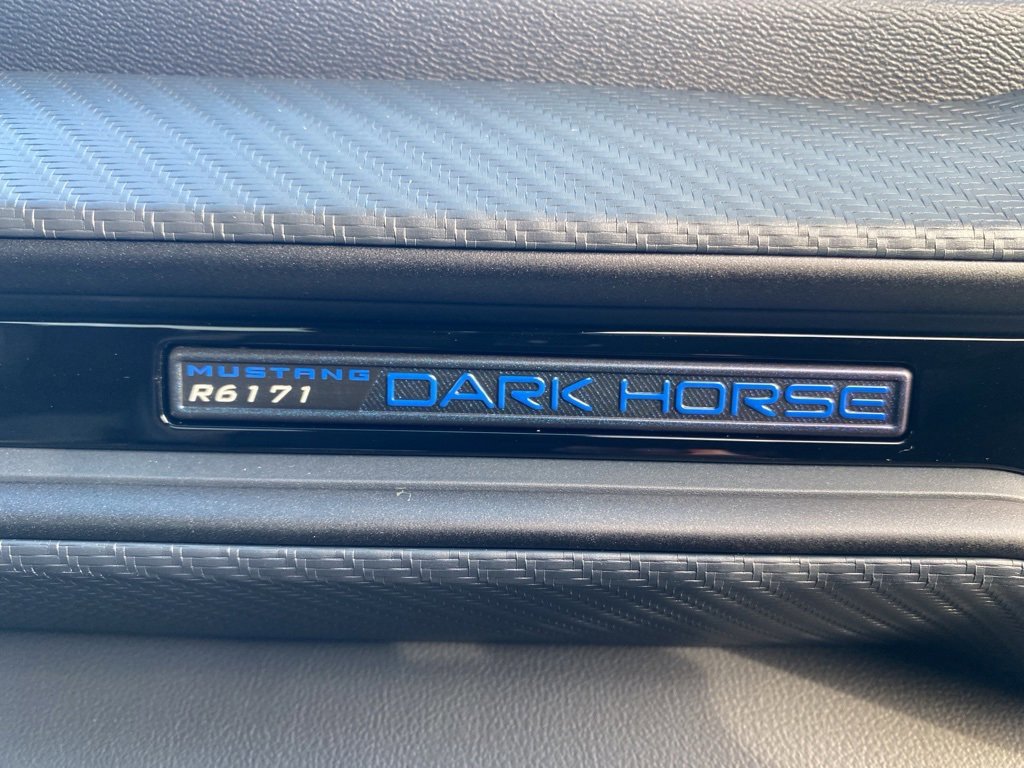 MUSTANG
R6171
DARK HORSE